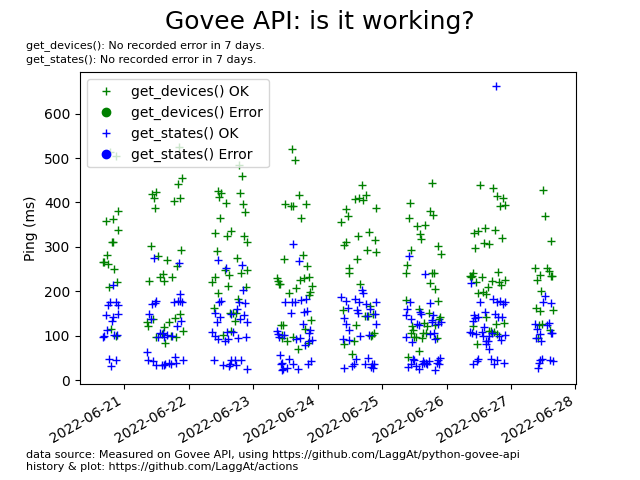 Govee API: is it working?
get_devices(): No recorded error in 7 days.
get_states(): No recorded error in 7 days.
get_devices() OK
get_devices() Error
get_states() OK
get_states() Error
Ping (ms)
600
500
400
300
200
100
0
2022-06-21
2022-06-22
2022-06-23
2022-06-24
2022-06-25
2022-06-26
2022-06-27
2022-06-28
data source: Measured on Govee API, using https://github.com/LaggAt/python-govee-api
history & plot: https://github.com/LaggAt/actions